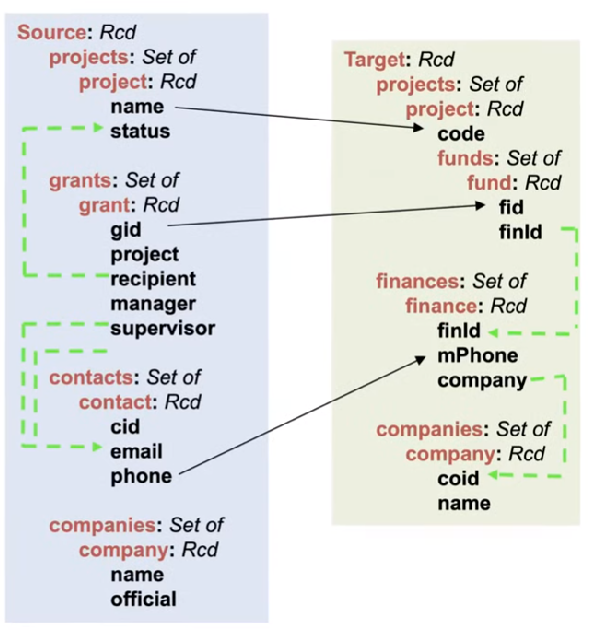 Source: Rcd
projects: Set of
project: Rcd
name
status
grants: Set of
grant: Rcd
gid
project
recipient
manager
supervisor
contacts: Set of
contact: Rcd
cid
email
phone
companies: Set of
company: Rcd
name
official
Target: Rcd
projects: Set of
project: Rcd
code
funds: Set of
fund: Rcd
fid
finId
finances: Set of
finance: Rcd
finId
mPhone
company
companies: Set of
company: Rcd
coid
name